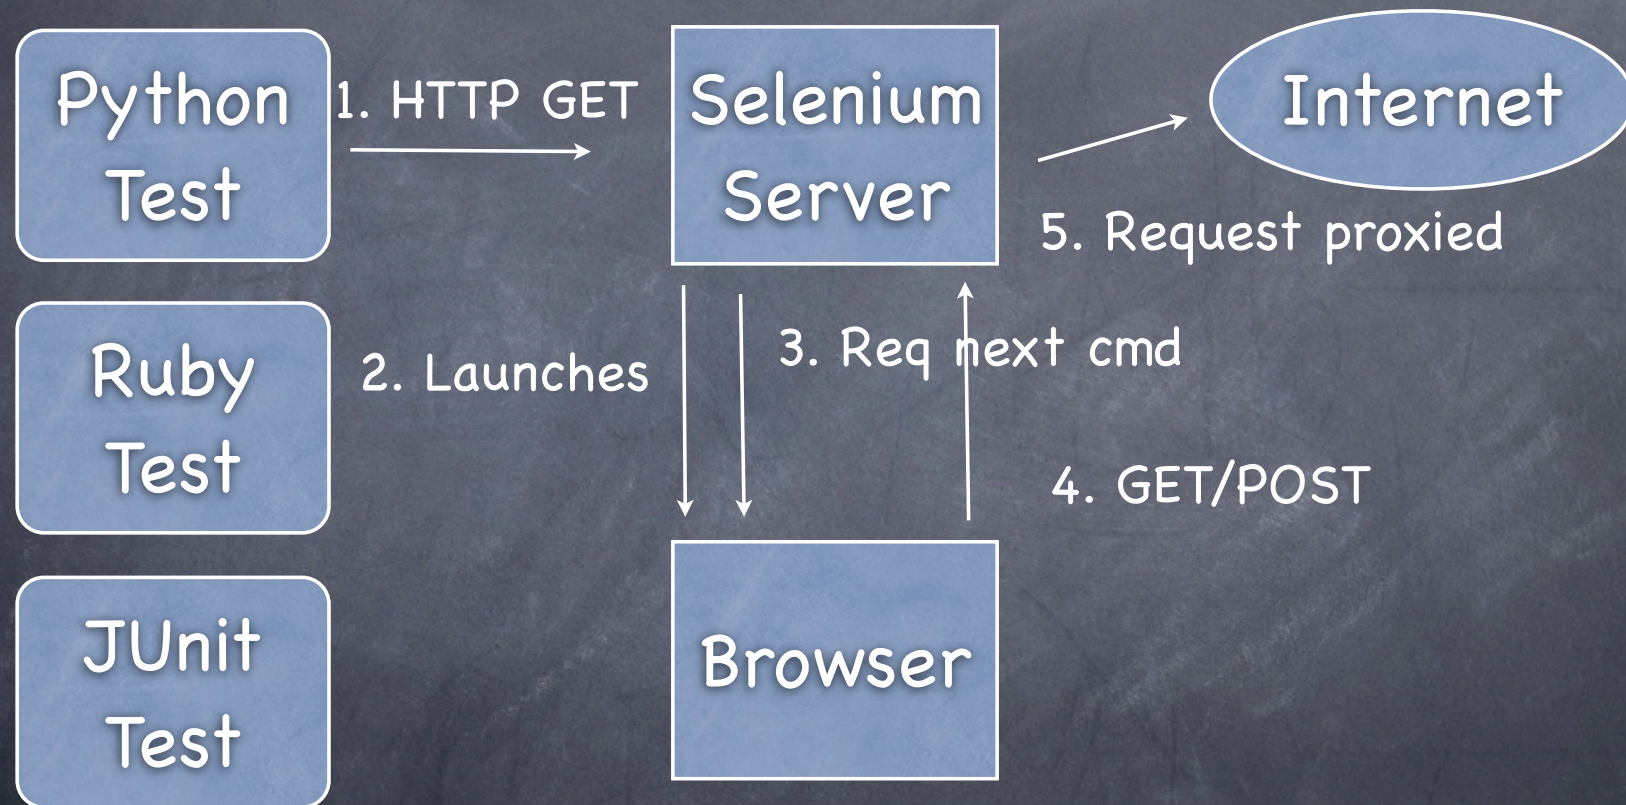 Python
Test
1. HTTP GET
Selenium
Server
Internet
5. Request proxied
Ruby
Test
2. Launches
3. Req next cmd
4. GET/POST
JUnit
Test
Browser